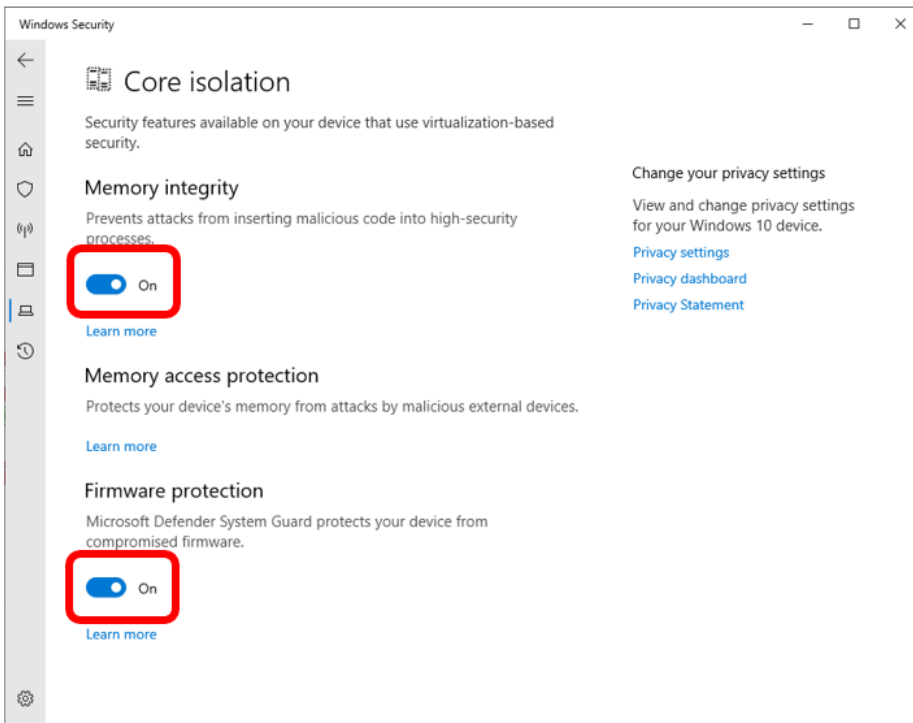 Windows Security
Core isolation
Security features available on your device that use virtualization-based
security.
Memory integrity
Prevents attacks from inserting malicious code into high-security
processes.
On
Learn more
Memory access protection
Protects your device's memory from attacks by malicious external devices.
Learn more
Firmware protection
Microsoft Defender System Guard protects your device from
compromised firmware.
On
Learn more
Change your privacy settings
View and change privacy settings
for your Windows 10 device.
Privacy settings
Privacy dashboard
Privacy Statement